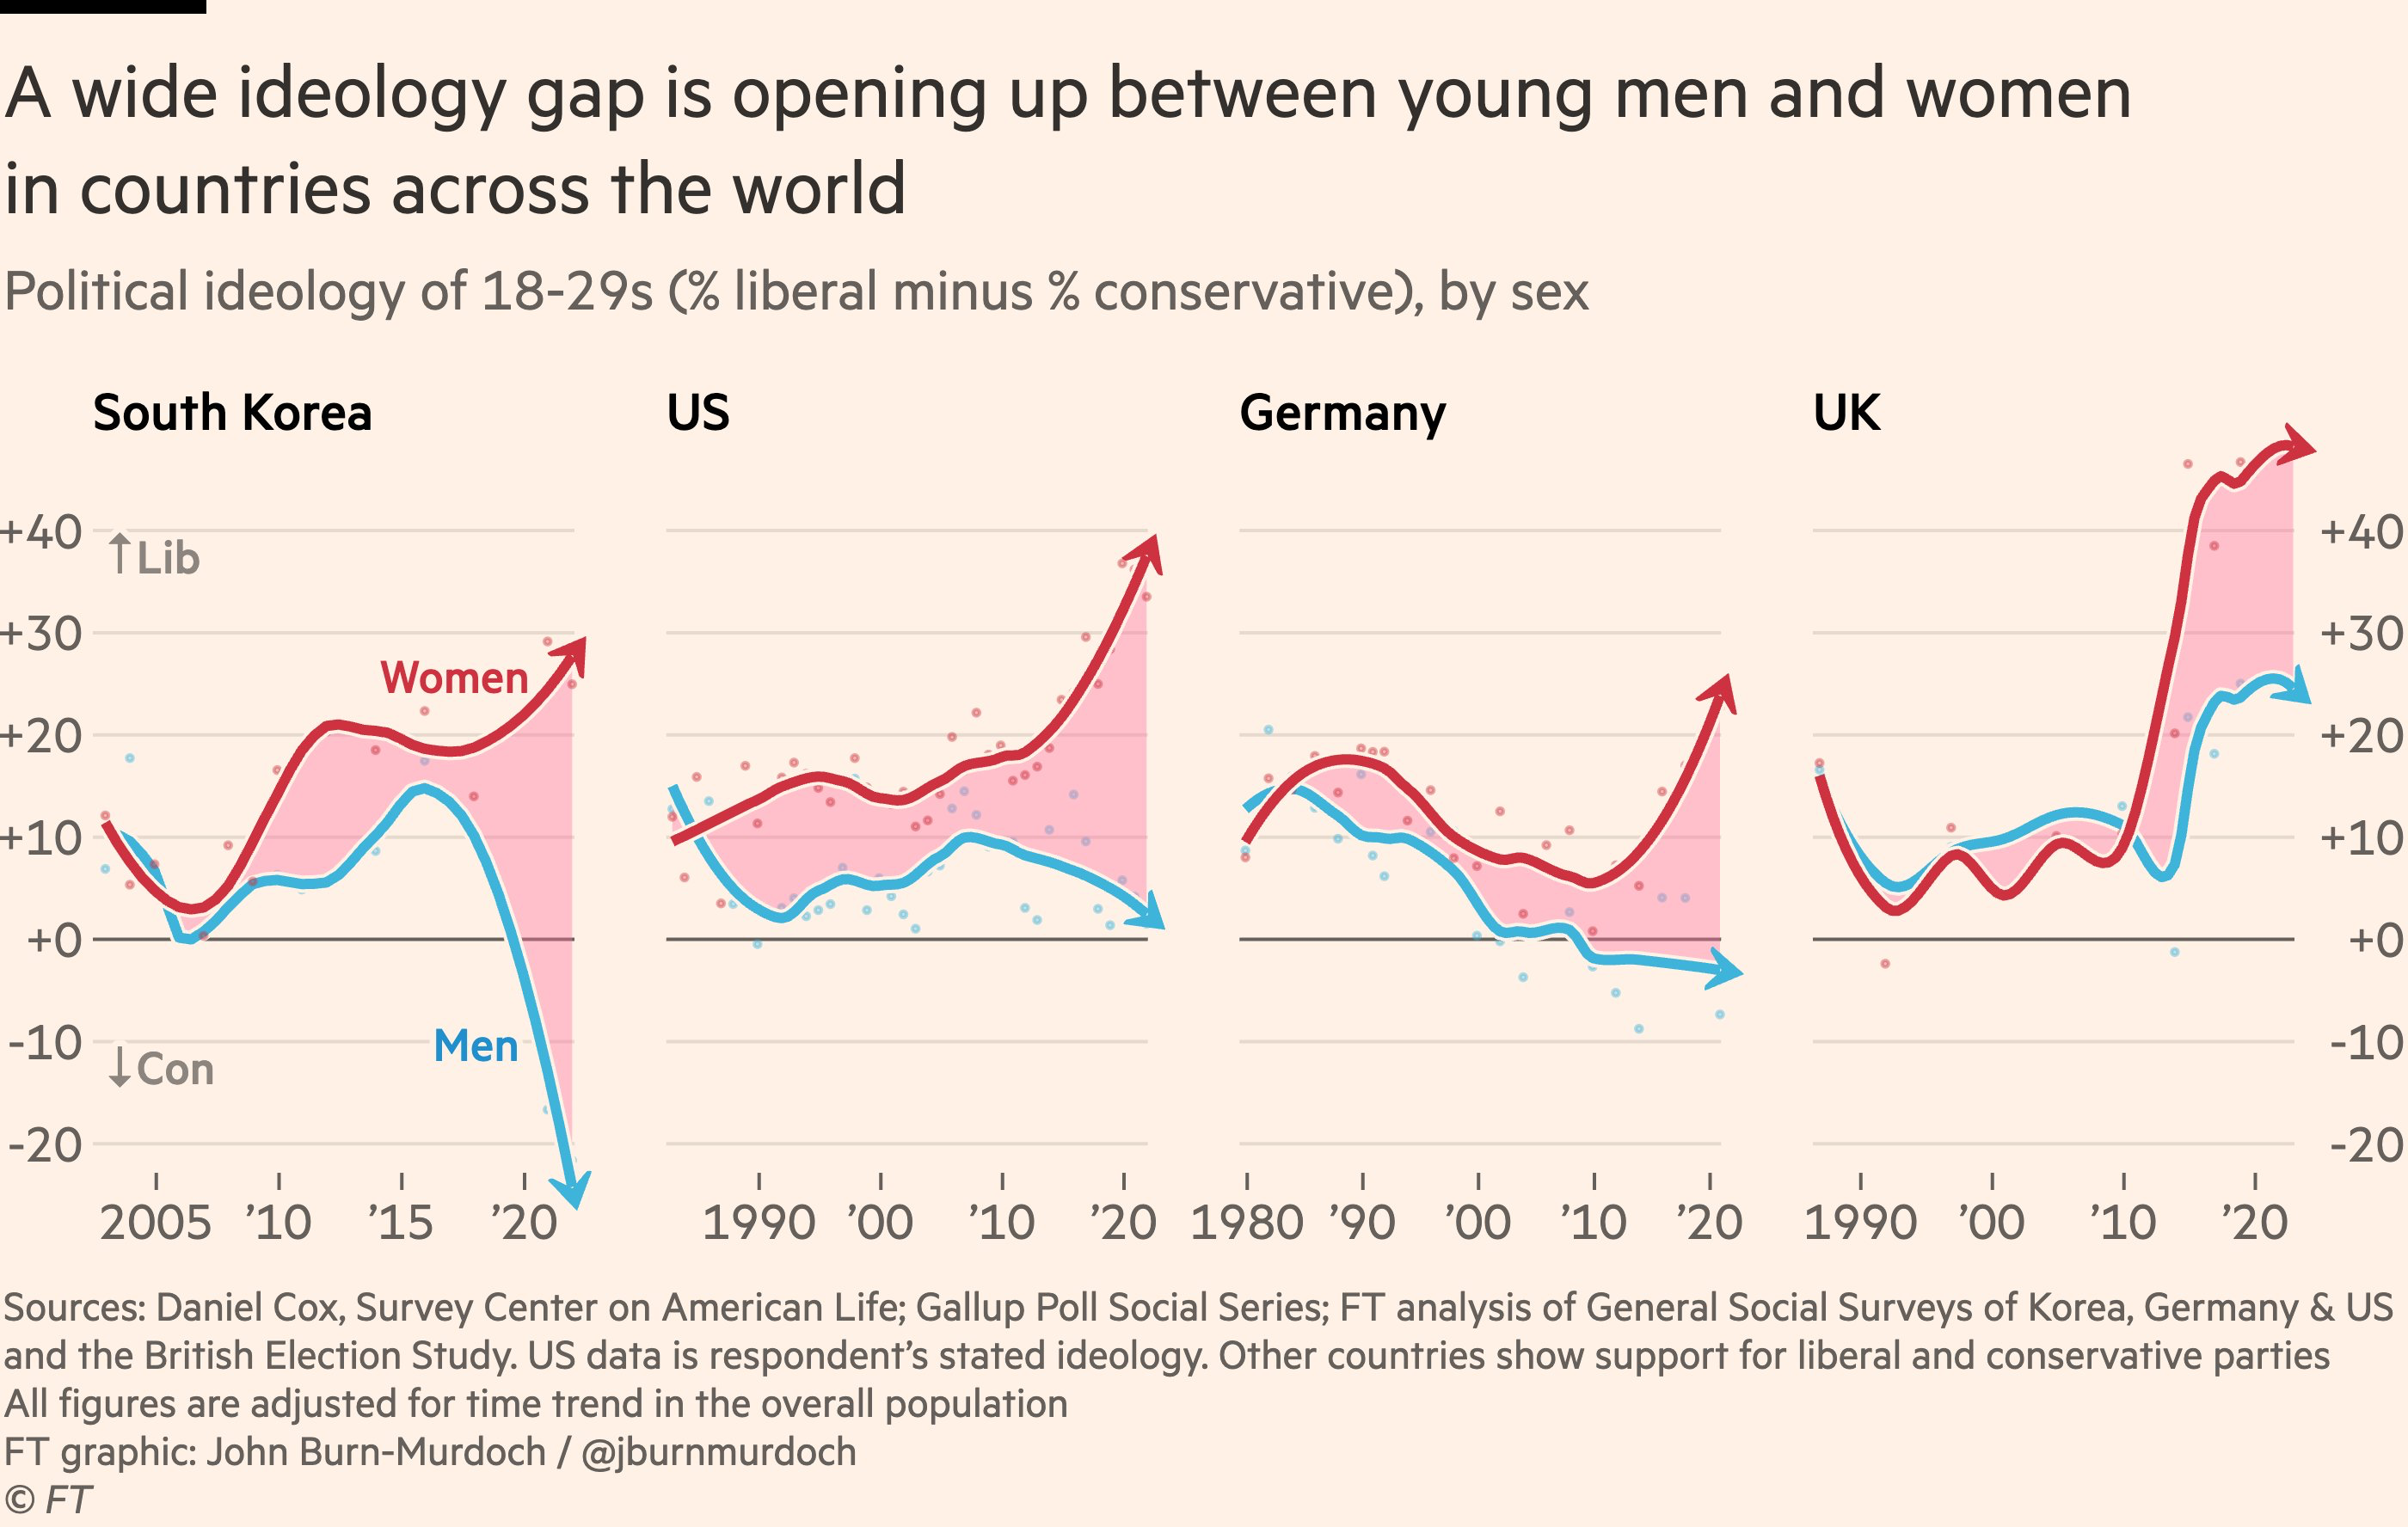 A wide ideology gap is opening up between young men and women
in countries across the world
Political ideology of 18-29s (% liberal minus % conservative), by sex
South Korea
US
Germany
UK
+40
+30
+20
+10
+0
-10
-20
↑Lib
↓Con
Women
Men
+40
+30
+20
+10
+0
-10
-20
2005 ’10 ’15 ’20
1990 ’00 ’10 ’20
1980 ’90 ’00 ’10 ’20
1990 ’00 ’10 ’20
Sources: Daniel Cox, Survey Center on American Life; Gallup Poll Social Series; FT analysis of General Social Surveys of Korea, Germany & US
and the British Election Study. US data is respondent’s stated ideology. Other countries show support for liberal and conservative parties
All figures are adjusted for time trend in the overall population
FT graphic: John Burn-Murdoch / @jburnmurdoch
© FT